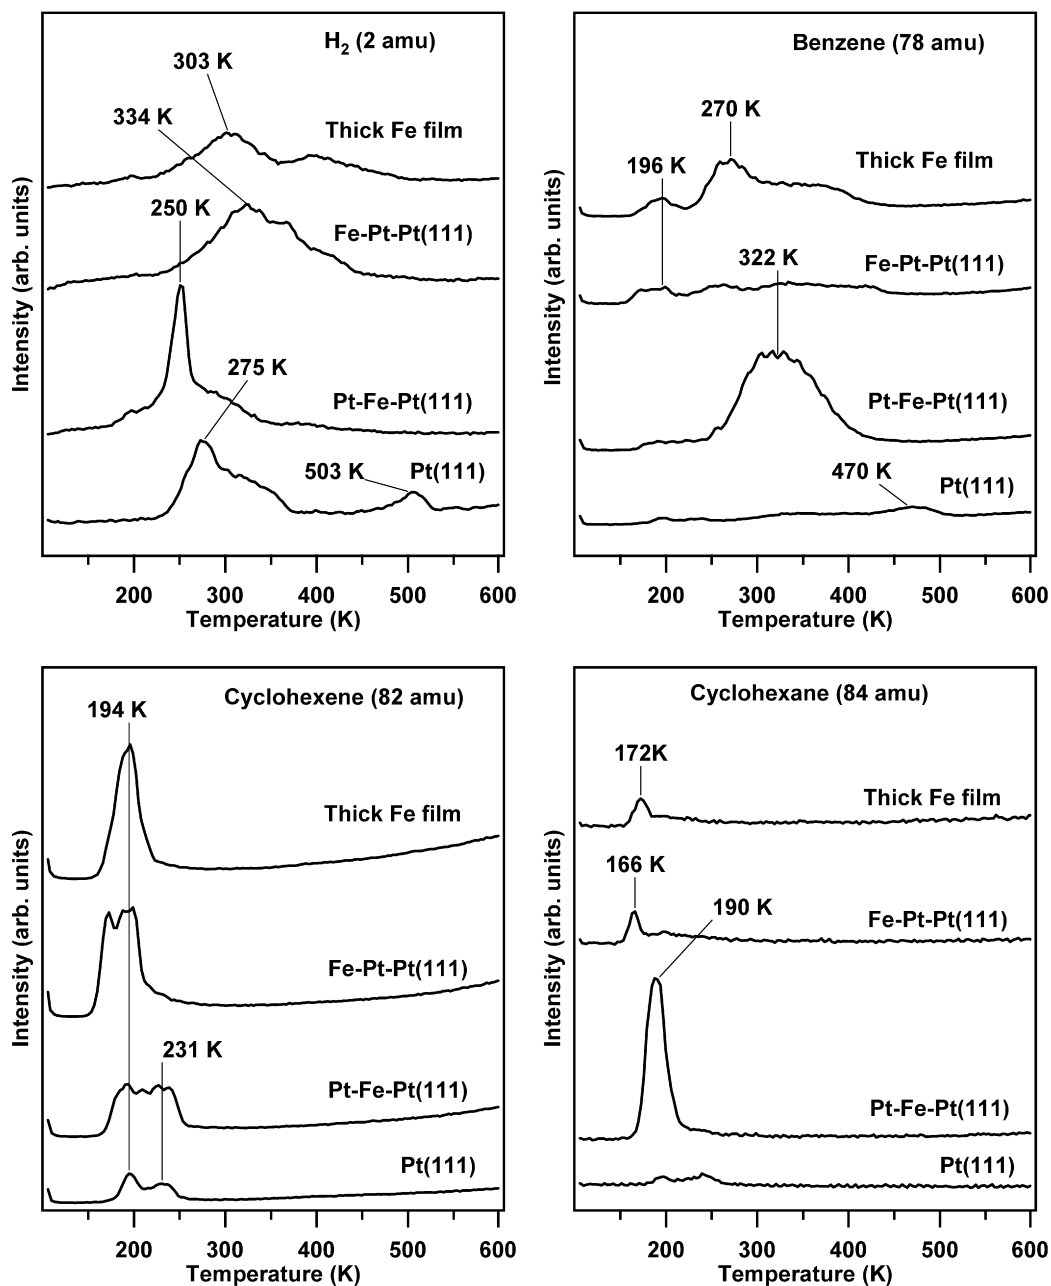 H2 (2 amu)
303 K
334 K
Thick Fe film
250 K
Fe-Pt-Pt(111)
275 K
Pt-Fe-Pt(111)
503 K
Pt(111)
Intensity (arb. units)
200 300 400 500 600
Temperature (K)
Benzene (78 amu)
270 K
196 K
Thick Fe film
322 K
Fe-Pt-Pt(111)
Pt-Fe-Pt(111)
470 K
Pt(111)
Intensity (arb. units)
200 300 400 500 600
Temperature (K)
Cyclohexene (82 amu)
194 K
Thick Fe film
Fe-Pt-Pt(111)
231 K
Pt-Fe-Pt(111)
Pt(111)
Intensity (arb. units)
200 300 400 500 600
Temperature (K)
Cyclohexane (84 amu)
172K
Thick Fe film
166 K
190 K
Fe-Pt-Pt(111)
Pt-Fe-Pt(111)
Pt(111)
Intensity (arb. units)
200 300 400 500 600
Temperature (K)